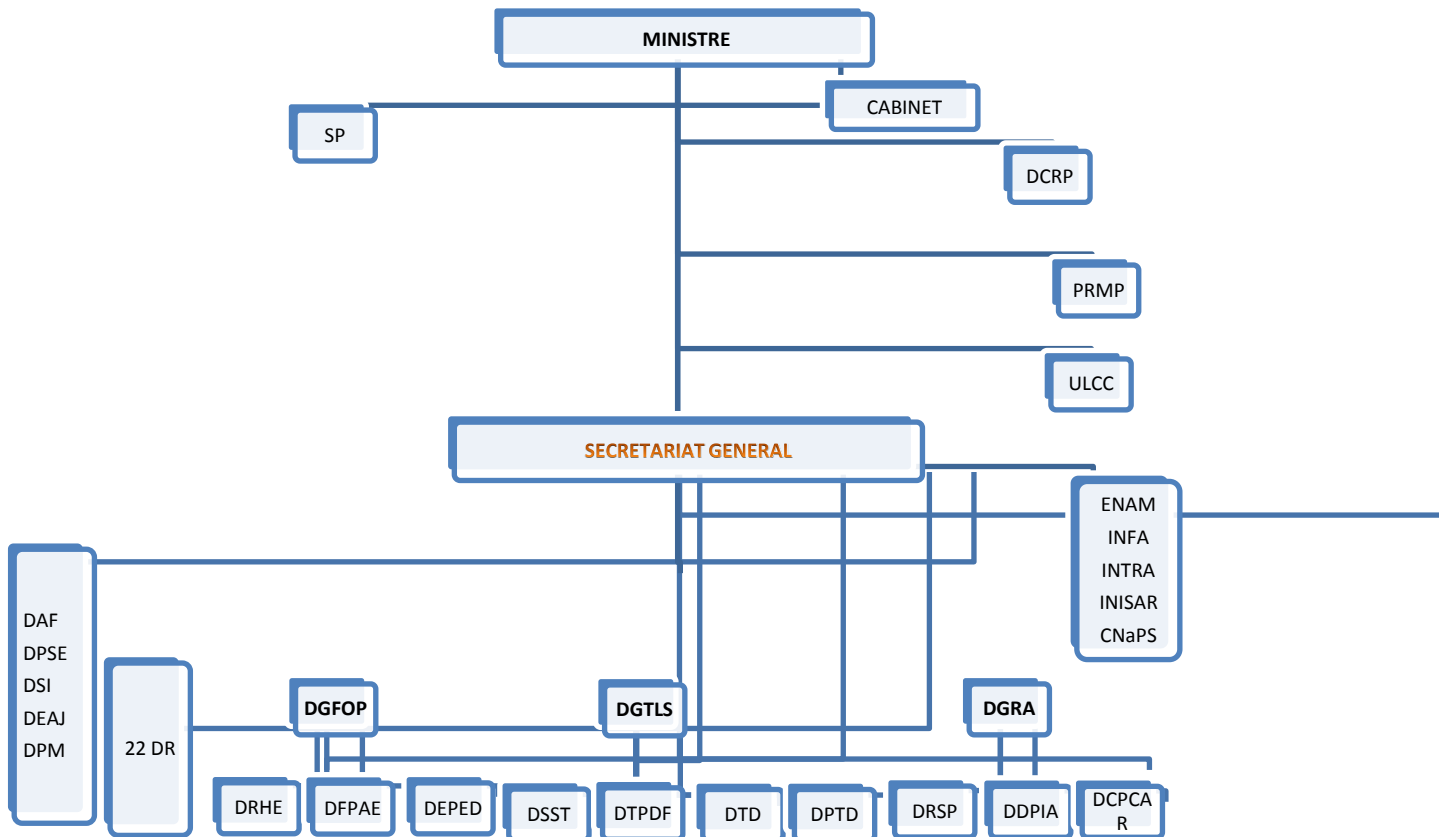 MINISTRE
CABINET
SP
DCRP
PRMP
ULCC
SECRETARIAT GENERAL
ENAM
INFA
INTRA
INISAR
CNaPS
DAF
DPSE
DSI
DEAJ
DPM
22 DR
DGFOP
DGTLS
DGRA
DRHE
DFPAE
DEPED
DSST
DTPDF
DTD
DPTD
DRSP
DDPIA
DCPCA
R